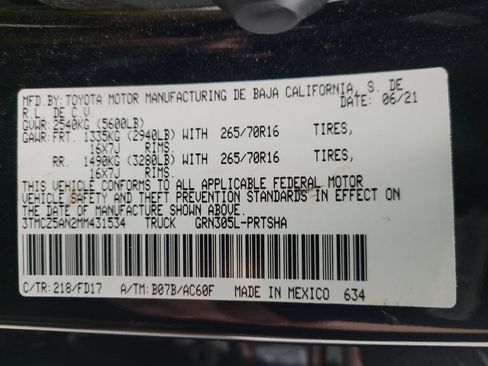 MFD.BY: TOYOTA MOTOR MANUFACTURING DE BAJA CALIFORNIA, S. DE
R.L. DE C.V. DATE: 06/21
GVWR: 2540KG (5600LB)
GAWR: FRT. 1335KG (2940LB) WITH 265/70R16 TIRES,
16X7J RIMS.
RR. 1490KG (3280LB) WITH 265/70R16 TIRES,
16X7J RIMS.
THIS VEHICLE CONFORMS TO ALL APPLICABLE FEDERAL MOTOR
VEHICLE SAFETY AND THEFT PREVENTION STANDARDS IN EFFECT ON
THE DATE OF MANUFACTURE SHOWN ABOVE.
3TMCZ5AN2MM431534 TRUCK GRN305L-PRTSHA
C/TR: 218/FD17 A/TM: B07B/AC60F MADE IN MEXICO 634